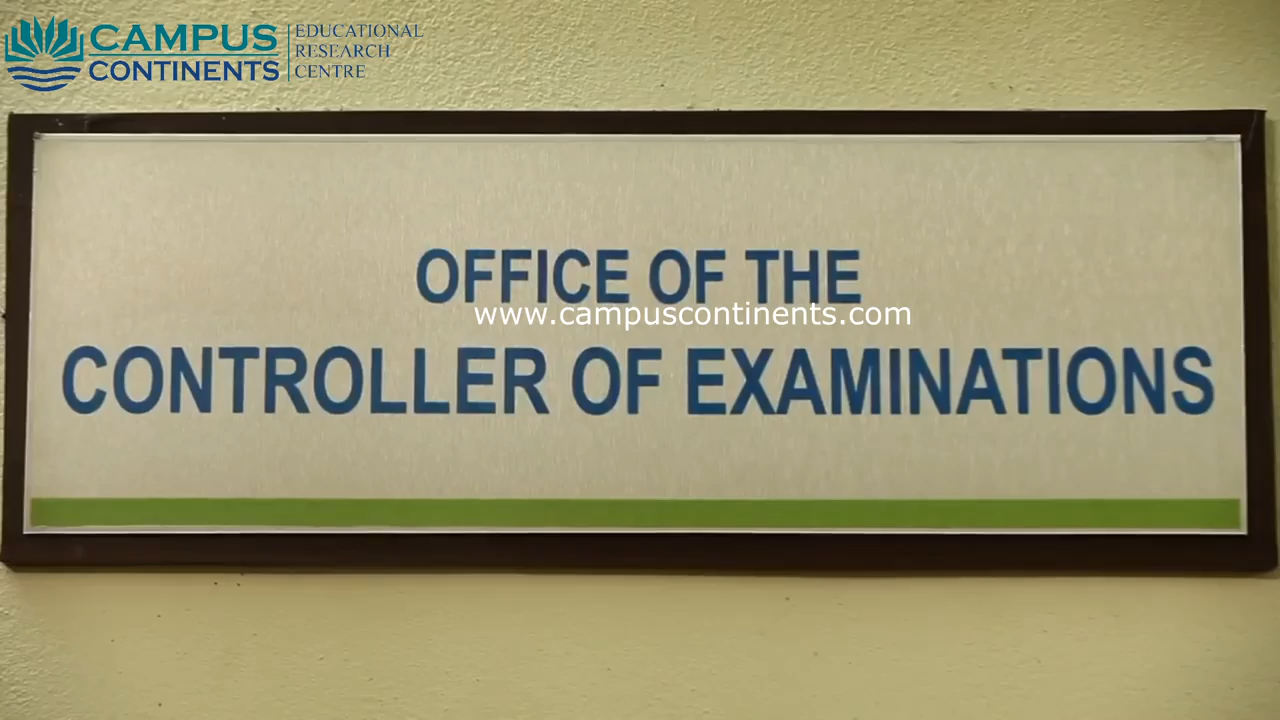 CAMPUS
CONTINENTS
EDUCATIONAL
RESEARCH
CENTRE
OFFICE OF THE
www.campuscontinents.com
CONTROLLER OF EXAMINATIONS